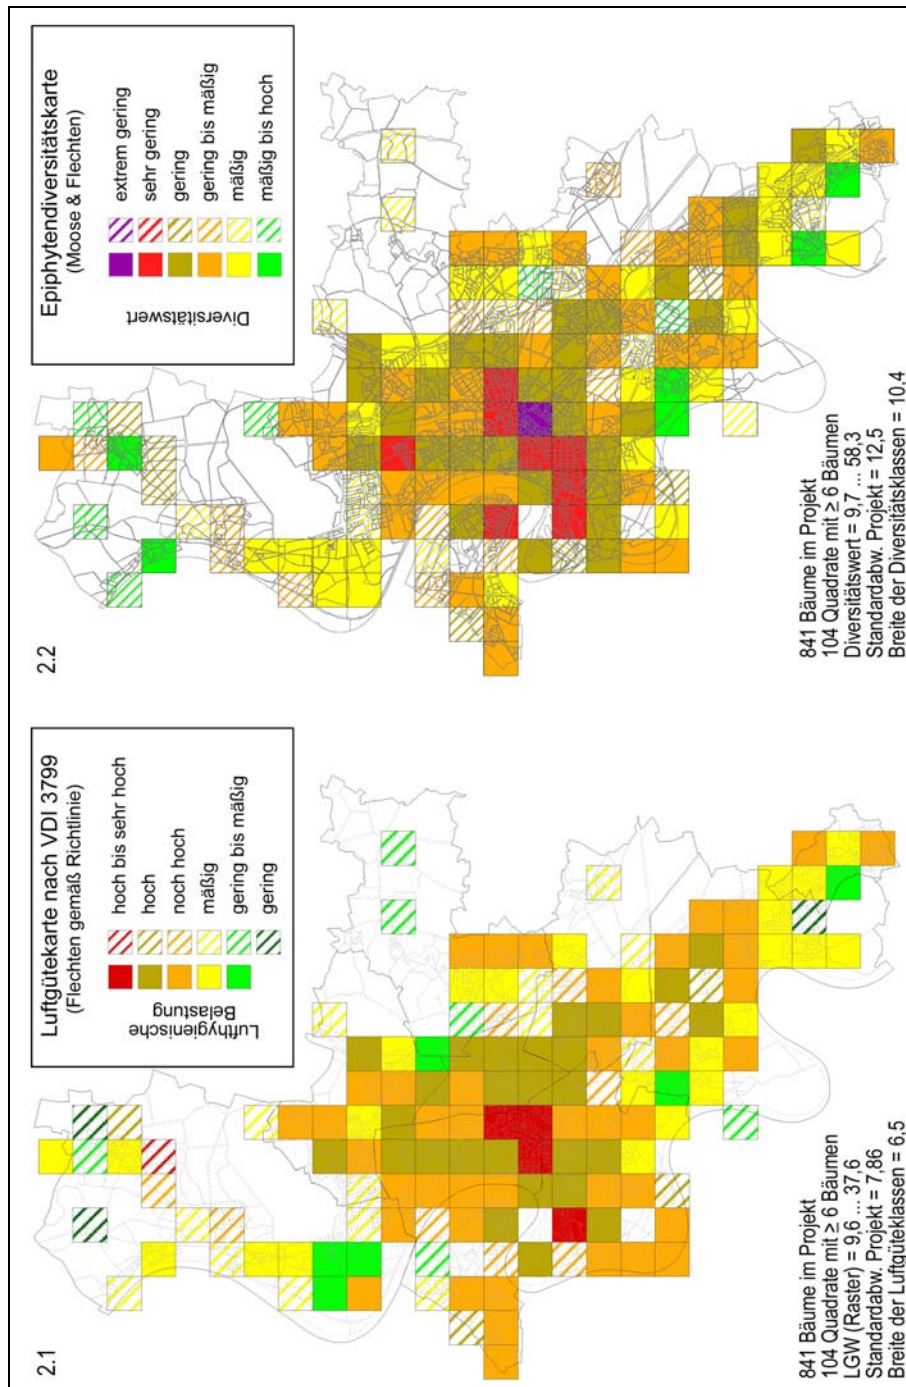 2.1
Luftgütekarte nach VDI 3799
(Flechten gemäß Richtlinie)
Lufthygienische
Belastung
hoch bis sehr hoch
hoch
noch hoch
mäßig
gering bis mäßig
gering
841 Bäume im Projekt
104 Quadrate mit ≥ 6 Bäumen
LGW (Raster) = 9,6 ... 37,6
Standardabw. Projekt = 7,86
Breite der Luftgüteklassen = 6,5
2.2
Epiphytendiversitätskarte
(Moose & Flechten)
Diversitätswert
extrem gering
sehr gering
gering
gering bis mäßig
mäßig
mäßig bis hoch
841 Bäume im Projekt
104 Quadrate mit ≥ 6 Bäumen
Diversitätswert = 9,7 ... 58,3
Standardabw. Projekt = 12,5
Breite der Diversitätsklassen = 10,4